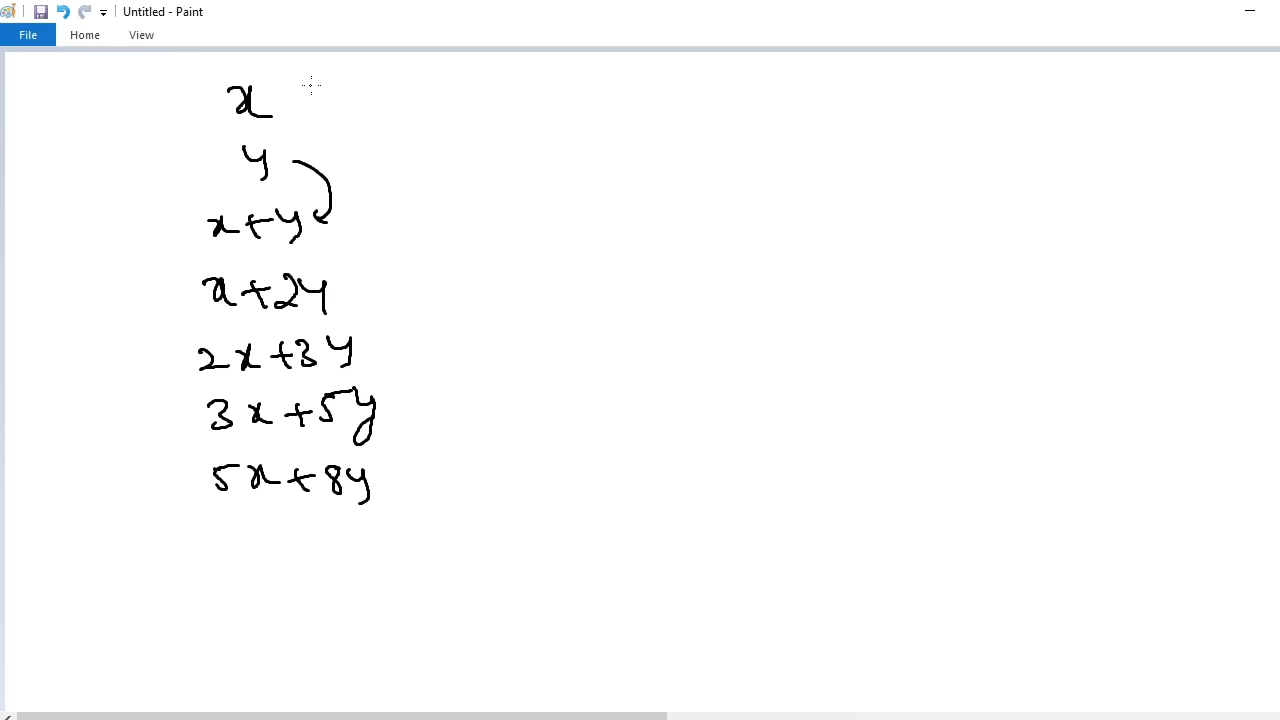 Untitled - Paint
File Home View
x
y
x+y
x+2y
2x+3y
3x+5y
5x+8y